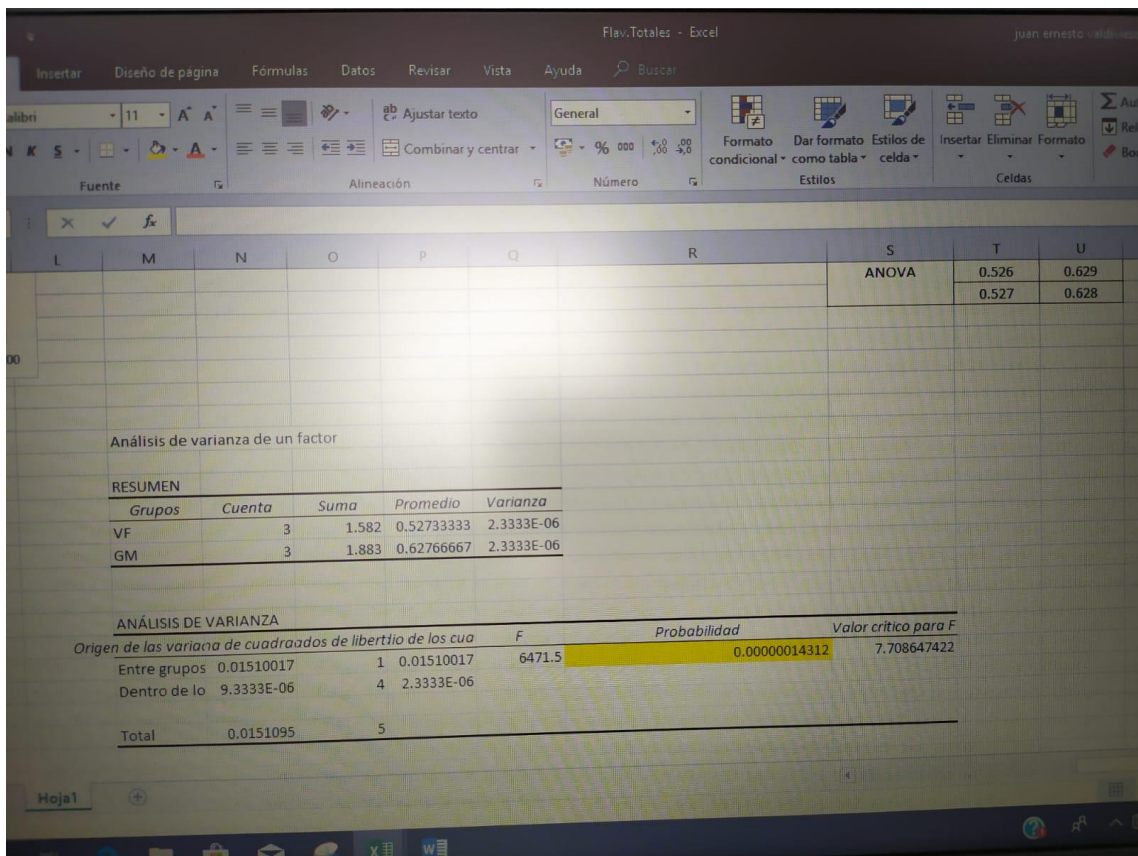 Flav.Totales - Excel juan ernesto
Insertar Diseño de página Fórmulas Datos Revisar Vista Ayuda Buscar
alibri 11 A A ab Ajustar texto General
N K S A Combinar y centrar % 000
Formato condicional Dar formato como tabla Estilos de celda Insertar Eliminar Formato
Fuente Alineación Número Estilos Celdas
fx
L M N O P Q R S T U
ANOVA 0.526 0.629
0.527 0.628
00
Análisis de varianza de un factor
RESUMEN
Grupos Cuenta Suma Promedio Varianza
VF 3 1.582 0.52733333 2.3333E-06
GM 3 1.883 0.62766667 2.3333E-06
ANÁLISIS DE VARIANZA
Origen de las variana de cuadraados de libertiio de los cua F Probabilidad Valor crítico para F
Entre grupos 0.01510017 1 0.01510017 6471.5 0.00000014312 7.708647422
Dentro de lo 9.3333E-06 4 2.3333E-06
Total 0.0151095 5
Hoja1